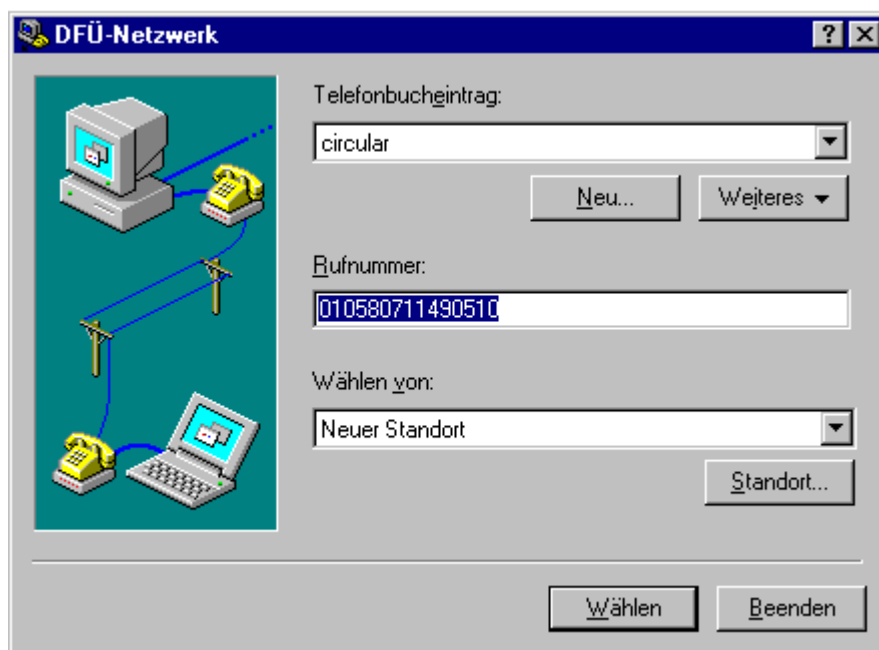 DFÜ-Netzwerk
Telefonbucheintrag:
circular
Neu... Weiteres
Rufnummer:
010580711490510
Wählen von:
Neuer Standort
Standort...
Wählen Beenden